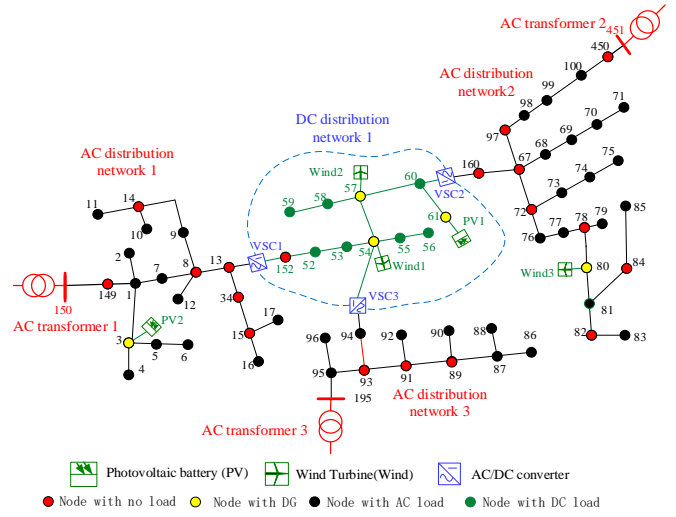 AC transformer 2
451
450
100
99
98
97
AC distribution
network2
71
70
69
68
67
75
74
73
72
160
DC distribution
network 1
Wind2
57
60
VSC2
58
59
61
PV1
56
55
54
Wind1
53
52
152
VSC1
VSC3
AC distribution
network 1
14
11
10
9
2
8
13
7
1
149
150
12
34
AC transformer 1
PV2
3
5
6
4
15
17
16
85
79
78
77
76
84
Wind3
80
81
82
83
96
94
92
90
88
86
95
93
91
89
87
195
AC distribution
network 3
AC transformer 3
Photovoltaic battery (PV)
Wind Turbine(Wind)
AC/DC converter
Node with no load
Node with DG
Node with AC load
Node with DC load